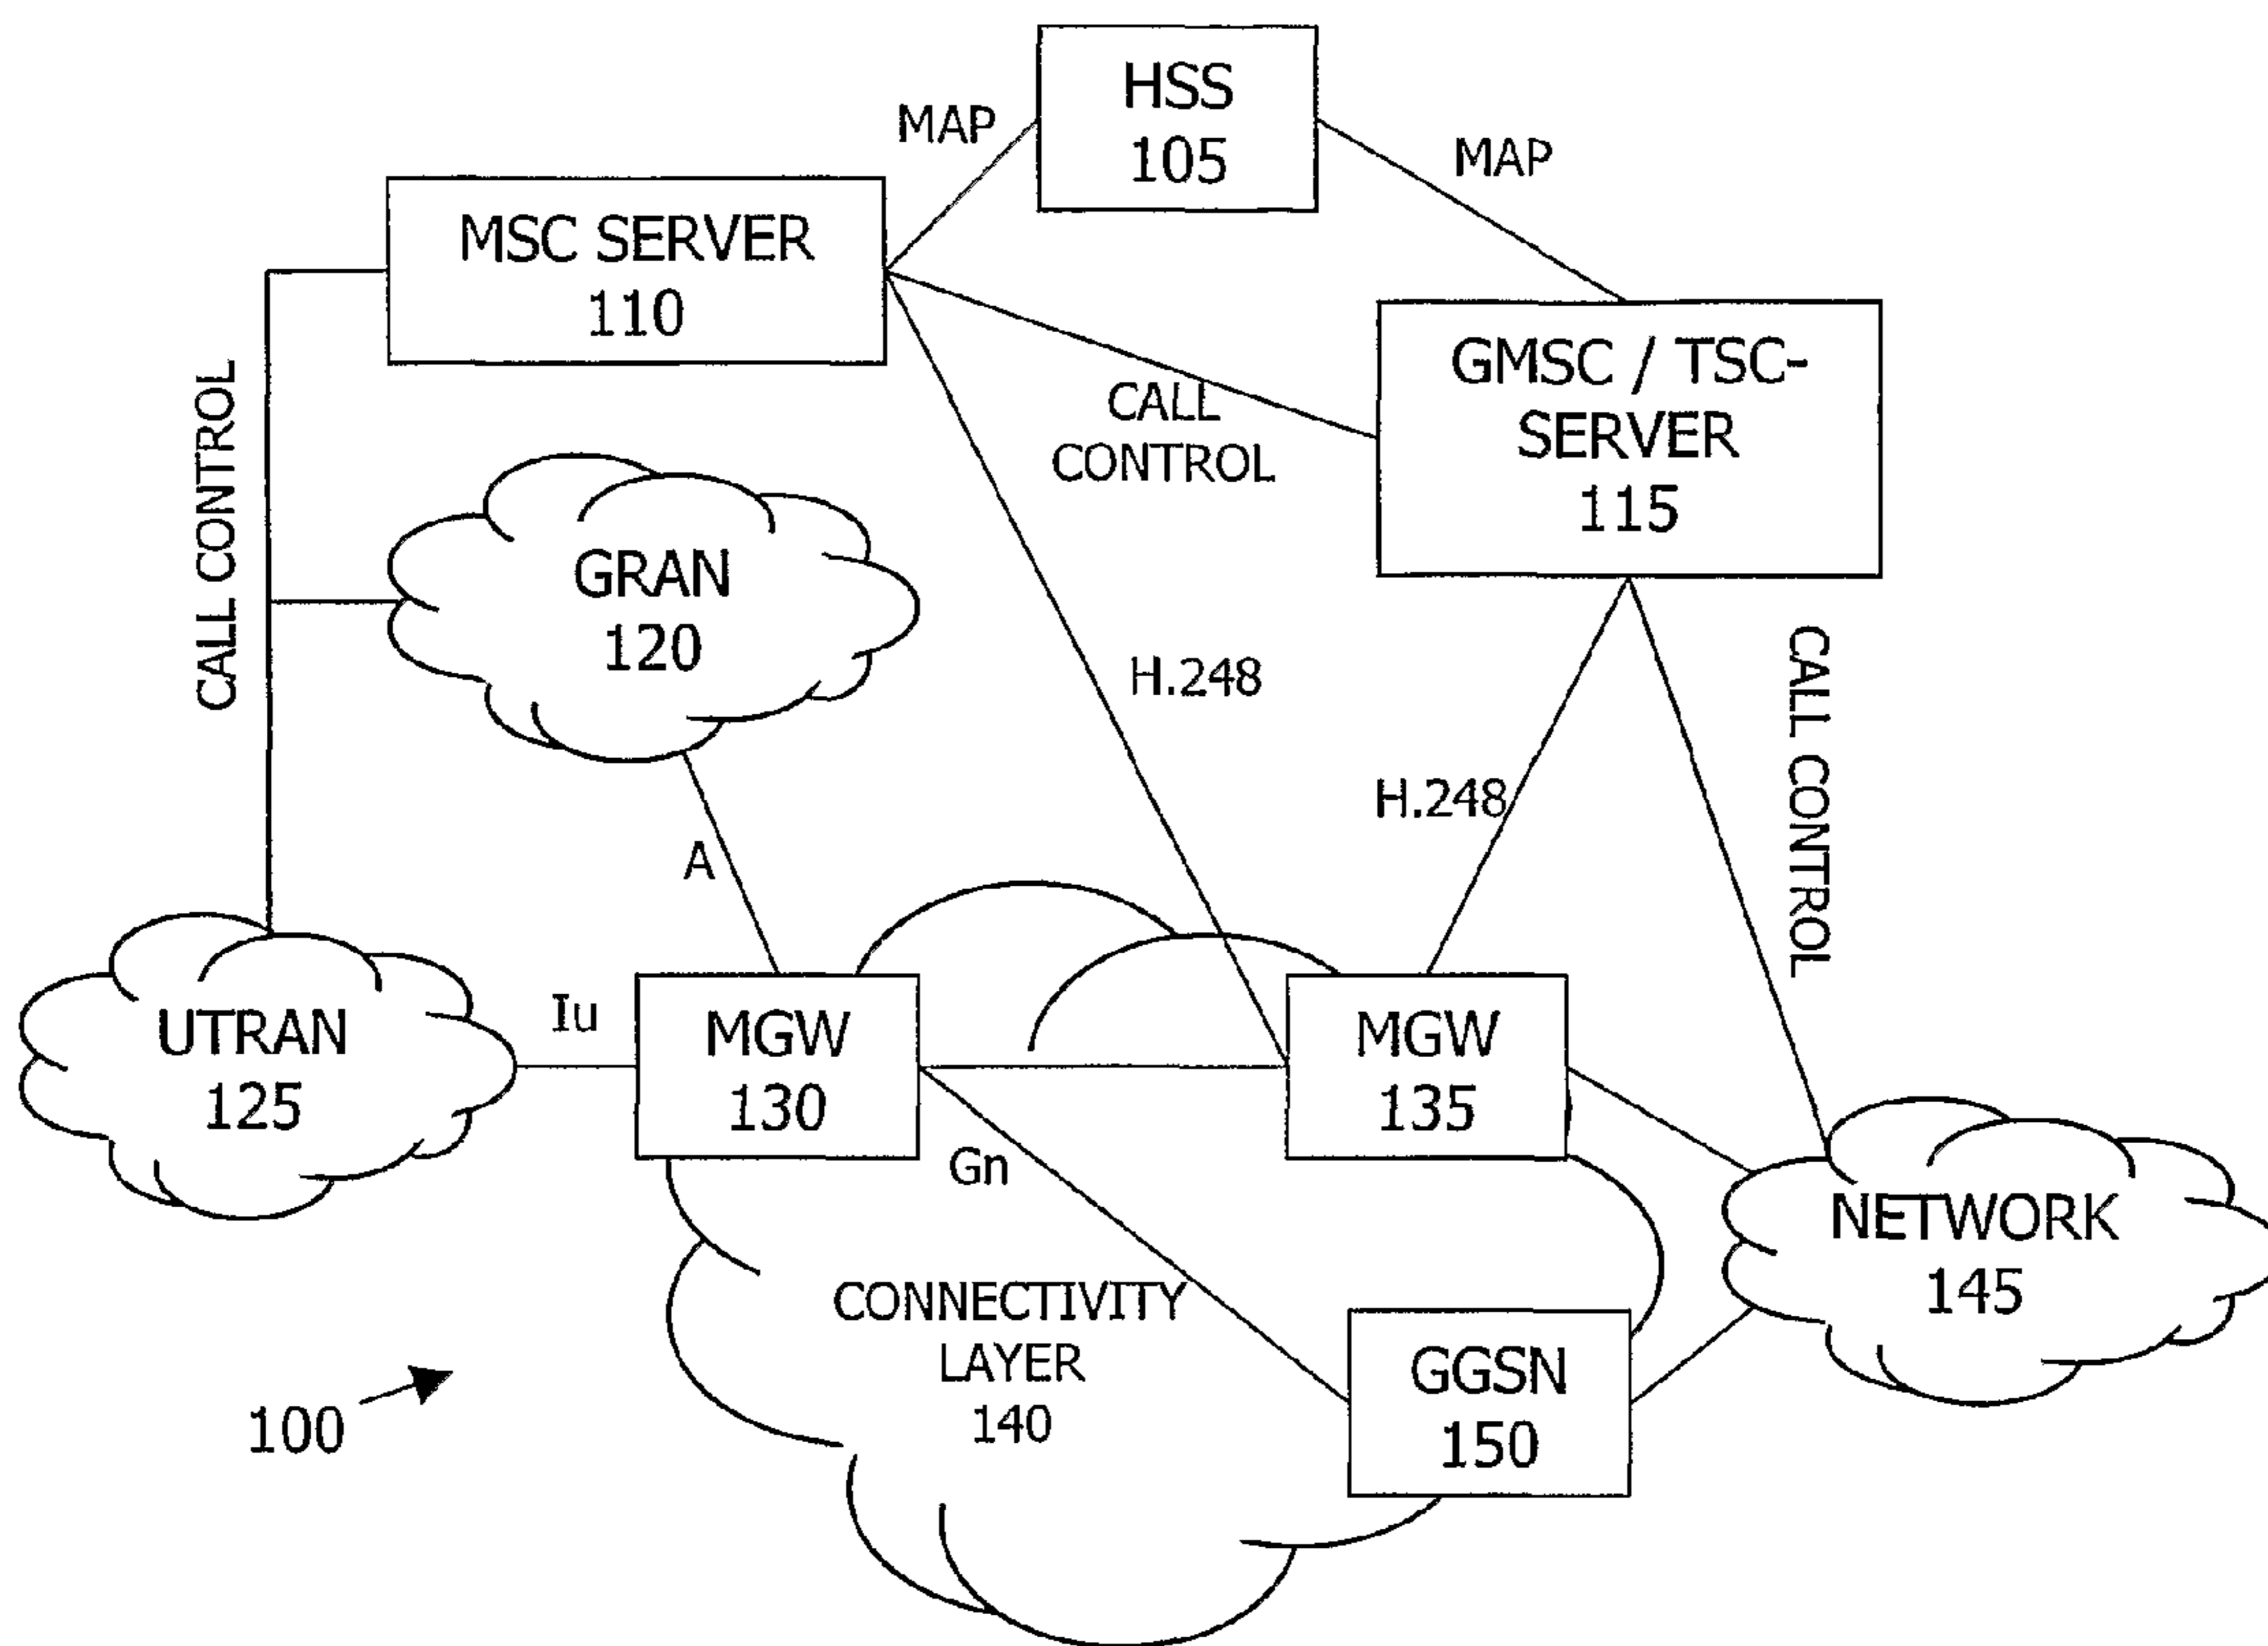 HSS
105
MAP
MAP
MSC SERVER
110
GMSC / TSC-
SERVER
115
CALL
CONTROL
CALL CONTROL
GRAN
120
H.248
H.248
CALL CONTROL
A
UTRAN
125
Iu
MGW
130
MGW
135
Gn
NETWORK
145
CONNECTIVITY
LAYER
140
GGSN
150
100